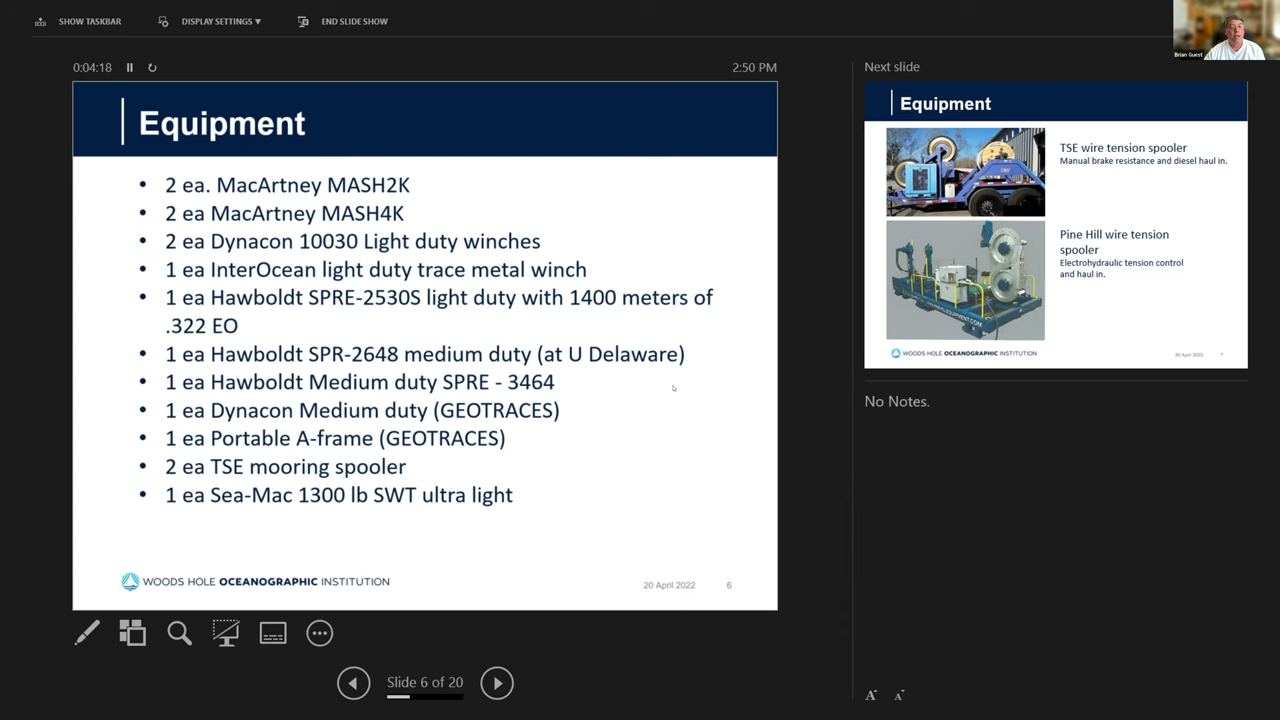 SHOW TASKBAR
DISPLAY SETTINGS ▼
END SLIDE SHOW
Brian Guest
0:04:18
2:50 PM
Equipment
• 2 ea. MacArtney MASH2K
• 2 ea MacArtney MASH4K
• 2 ea Dynacon 10030 Light duty winches
• 1 ea InterOcean light duty trace metal winch
• 1 ea Hawboldt SPRE-2530S light duty with 1400 meters of
.322 EO
• 1 ea Hawboldt SPR-2648 medium duty (at U Delaware)
• 1 ea Hawboldt Medium duty SPRE - 3464
• 1 ea Dynacon Medium duty (GEOTRACES)
• 1 ea Portable A-frame (GEOTRACES)
• 2 ea TSE mooring spooler
• 1 ea Sea-Mac 1300 lb SWT ultra light
WOODS HOLE OCEANOGRAPHIC INSTITUTION
20 April 2022
6
Slide 6 of 20
Next slide
Equipment
TSE wire tension spooler
Manual brake resistance and diesel haul in.
Pine Hill wire tension
spooler
Electrohydraulic tension control
and haul in.
WOODS HOLE OCEANOGRAPHIC INSTITUTION
20 April 2022
7
No Notes.
A
A